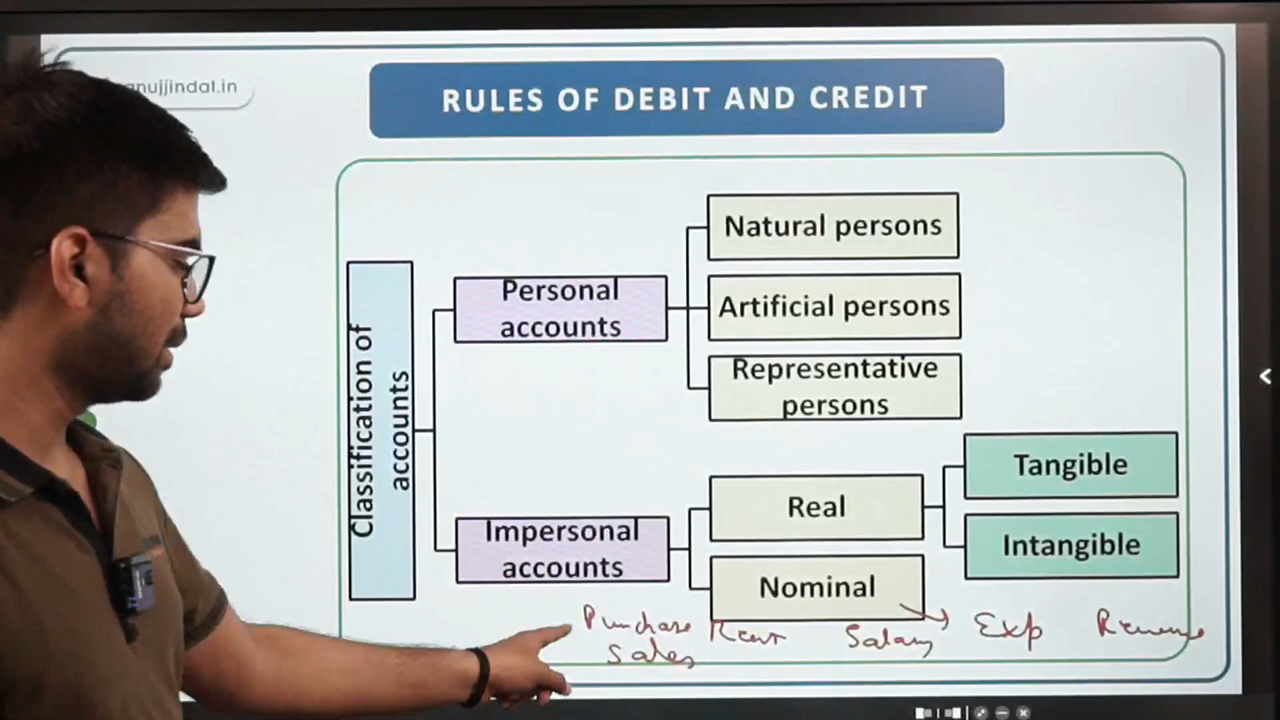 anujjindal.in
RULES OF DEBIT AND CREDIT
Classification of
accounts
Personal
accounts
Natural persons
Artificial persons
Representative
persons
Impersonal
accounts
Real
Tangible
Intangible
Nominal
Purchase Rent Salary Exp Revenue
Sales